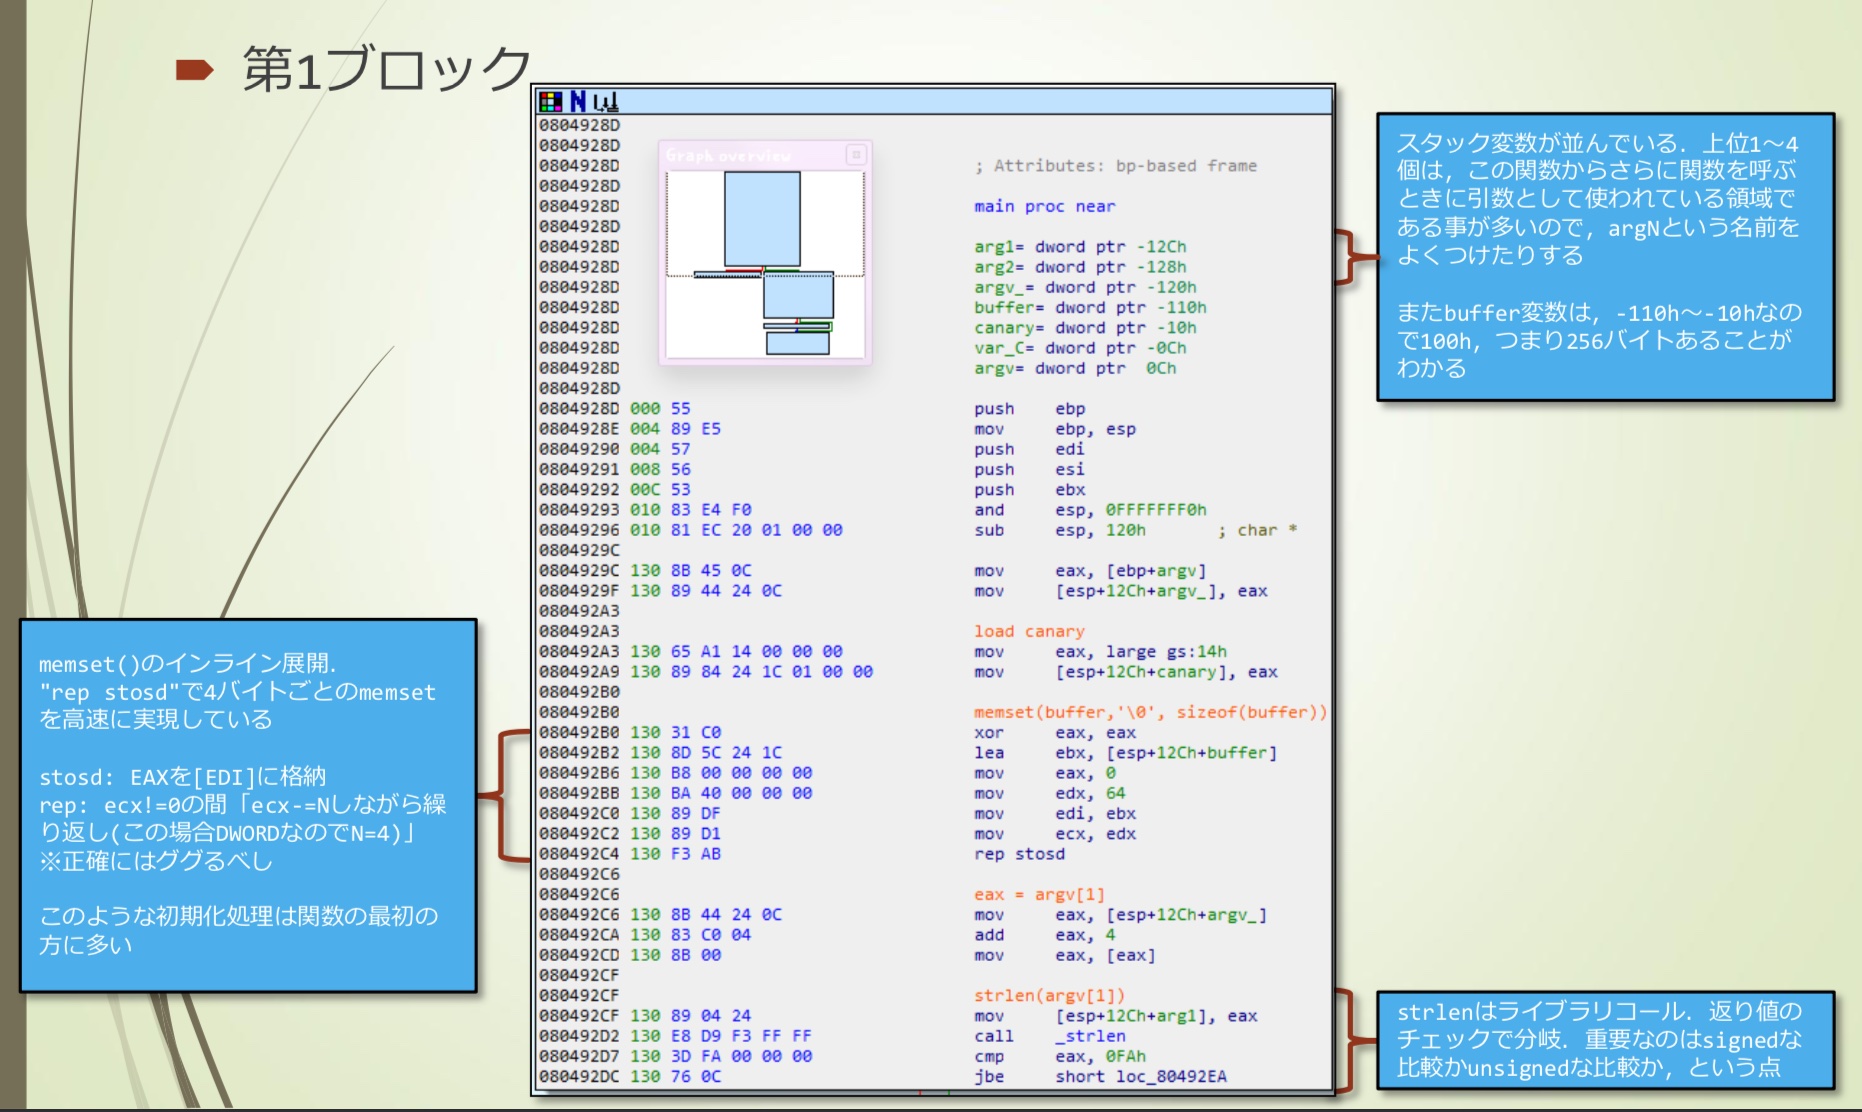 第1ブロック
0804928D
0804928D
0804928D ; Attributes: bp-based frame
0804928D
0804928D main proc near
0804928D
0804928D arg1= dword ptr -12Ch
0804928D arg2= dword ptr -128h
0804928D argv_= dword ptr -120h
0804928D buffer= dword ptr -110h
0804928D canary= dword ptr -10h
0804928D var_C= dword ptr -0Ch
0804928D argv= dword ptr  0Ch
0804928D
0804928D 000 55 push ebp
0804928E 004 89 E5 mov ebp, esp
08049290 004 57 push edi
08049291 008 56 push esi
08049292 00C 53 push ebx
08049293 010 83 E4 F0 and esp, 0FFFFFFF0h
08049296 010 81 EC 20 01 00 00 sub esp, 120h ; char *
0804929C
0804929C 130 8B 45 0C mov eax, [ebp+argv]
0804929F 130 89 44 24 0C mov [esp+12Ch+argv_], eax
080492A3
080492A3 load canary
080492A3 130 65 A1 14 00 00 00 mov eax, large gs:14h
080492A9 130 89 84 24 1C 01 00 00 mov [esp+12Ch+canary], eax
080492B0
080492B0 memset(buffer,'\0', sizeof(buffer))
080492B0 130 31 C0 xor eax, eax
080492B2 130 8D 5C 24 1C lea ebx, [esp+12Ch+buffer]
080492B6 130 B8 00 00 00 00 mov eax, 0
080492BB 130 BA 40 00 00 00 mov edx, 64
080492C0 130 89 DF mov edi, ebx
080492C2 130 89 D1 mov ecx, edx
080492C4 130 F3 AB rep stosd
080492C6
080492C6 eax = argv[1]
080492C6 130 8B 44 24 0C mov eax, [esp+12Ch+argv_]
080492CA 130 83 C0 04 add eax, 4
080492CD 130 8B 00 mov eax, [eax]
080492CF
080492CF strlen(argv[1])
080492CF 130 89 04 24 mov [esp+12Ch+arg1], eax
080492D2 130 E8 D9 F3 FF FF call _strlen
080492D7 130 3D FA 00 00 00 cmp eax, 0FAh
080492DC 130 76 0C jbe short loc_80492EA
Graph overview
スタック変数が並んでいる．上位1～4
個は，この関数からさらに関数を呼ぶ
ときに引数として使われている領域で
ある事が多いので，argNという名前を
よくつけたりする
またbuffer変数は，-110h～-10hなの
で100h，つまり256バイトあることが
わかる
memset()のインライン展開．
"rep stosd"で4バイトごとのmemset
を高速に実現している
stosd: EAXを[EDI]に格納
rep: ecx!=0の間「ecx-=Nしながら繰
り返し(この場合DWORDなのでN=4)」
※正確にはググるべし
このような初期化処理は関数の最初の
方に多い
strlenはライブラリコール．返り値の
チェックで分岐．重要なのはsignedな
比較かunsignedな比較か，という点